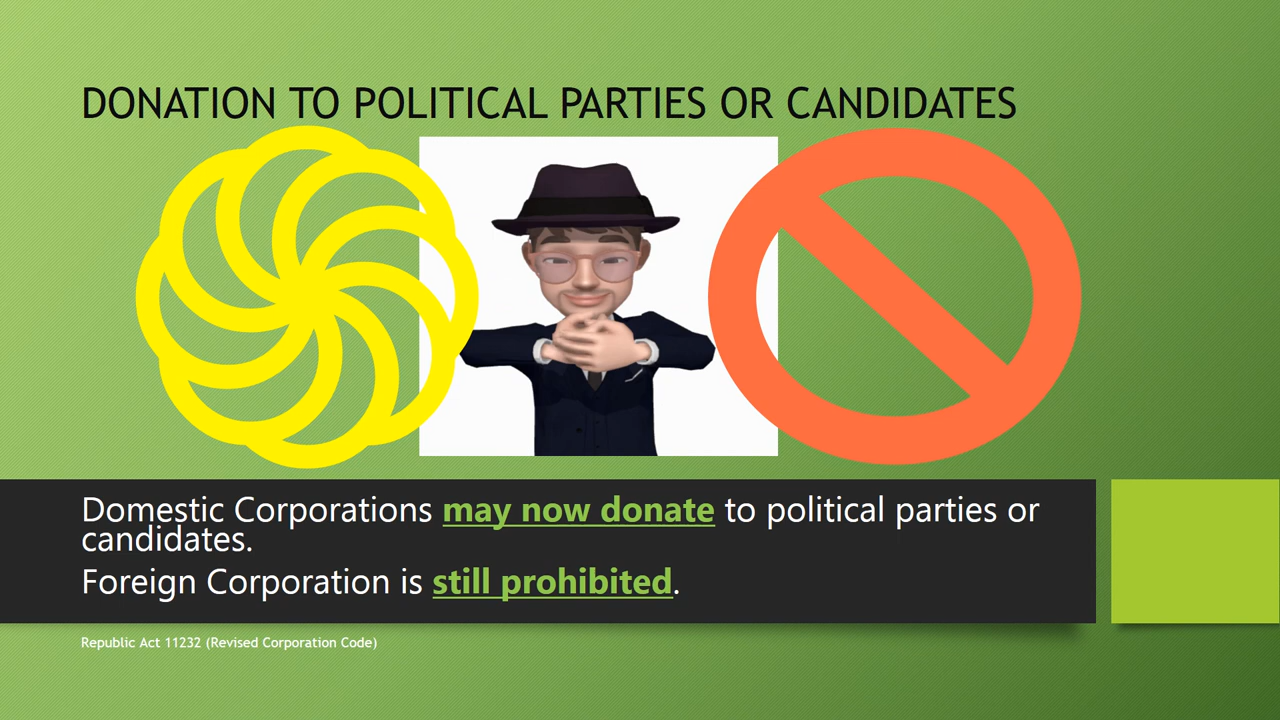 DONATION TO POLITICAL PARTIES OR CANDIDATES
Domestic Corporations may now donate to political parties or
candidates.
Foreign Corporation is still prohibited.
Republic Act 11232 (Revised Corporation Code)